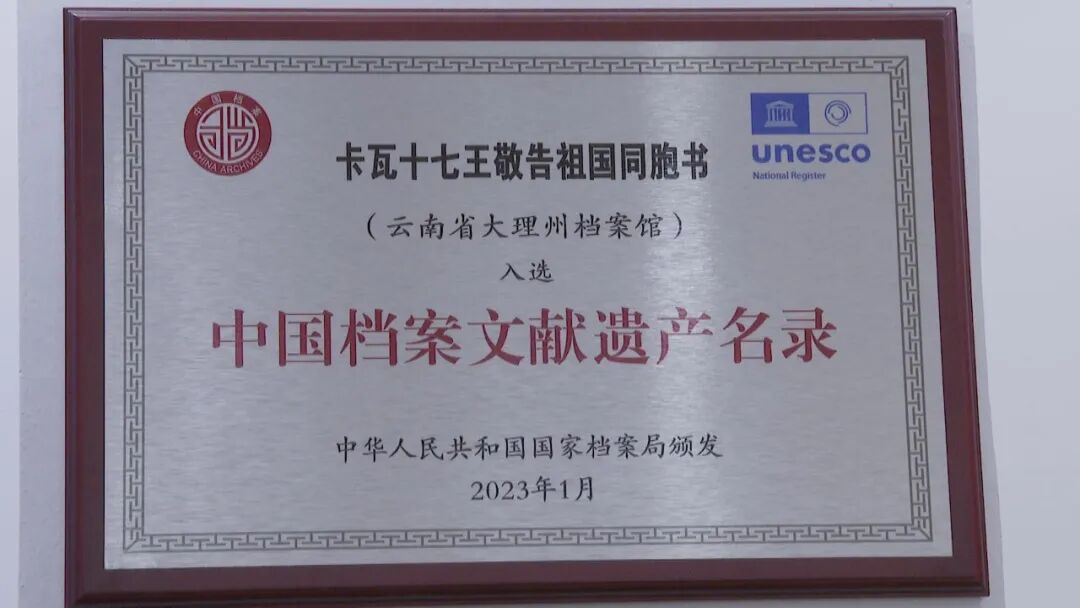 中国档案
CHINA ARCHIVES
unesco
National Register
卡瓦十七王敬告祖国同胞书
（云南省大理州档案馆）
入选
中国档案文献遗产名录
中华人民共和国国家档案局颁发
2023年1月